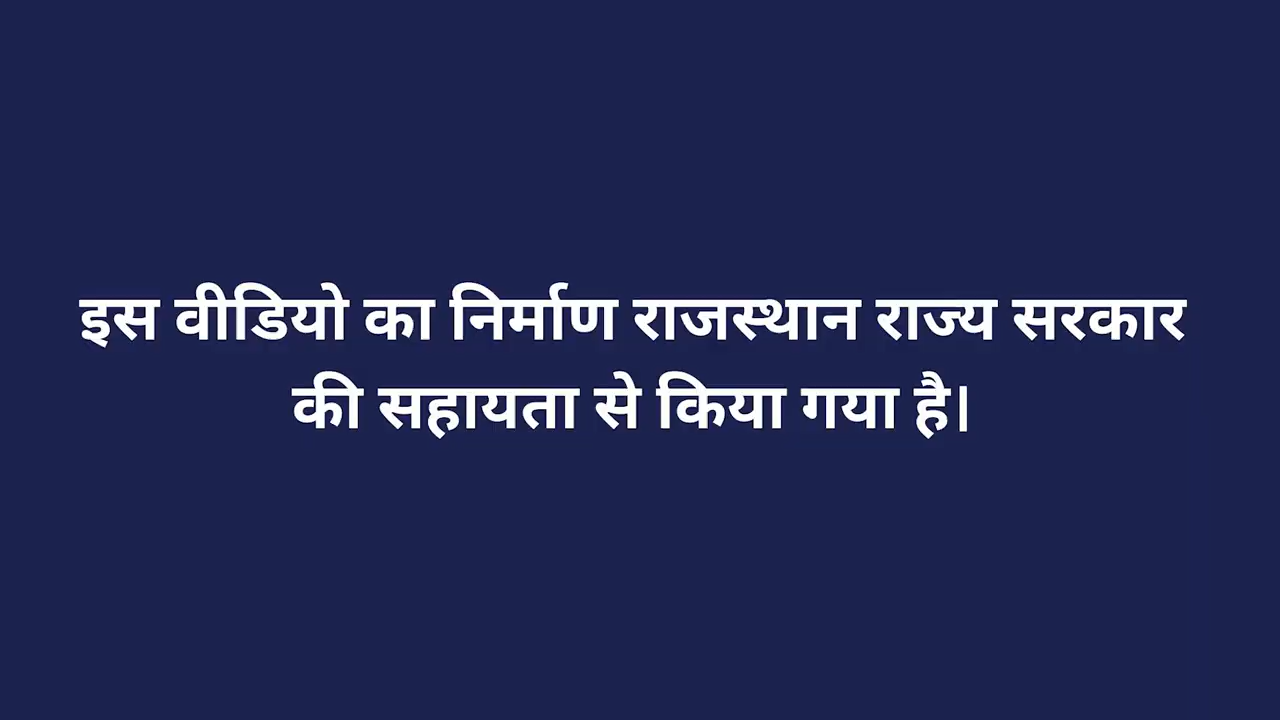 इस वीडियो का निर्माण राजस्थान राज्य सरकार
की सहायता से किया गया है।